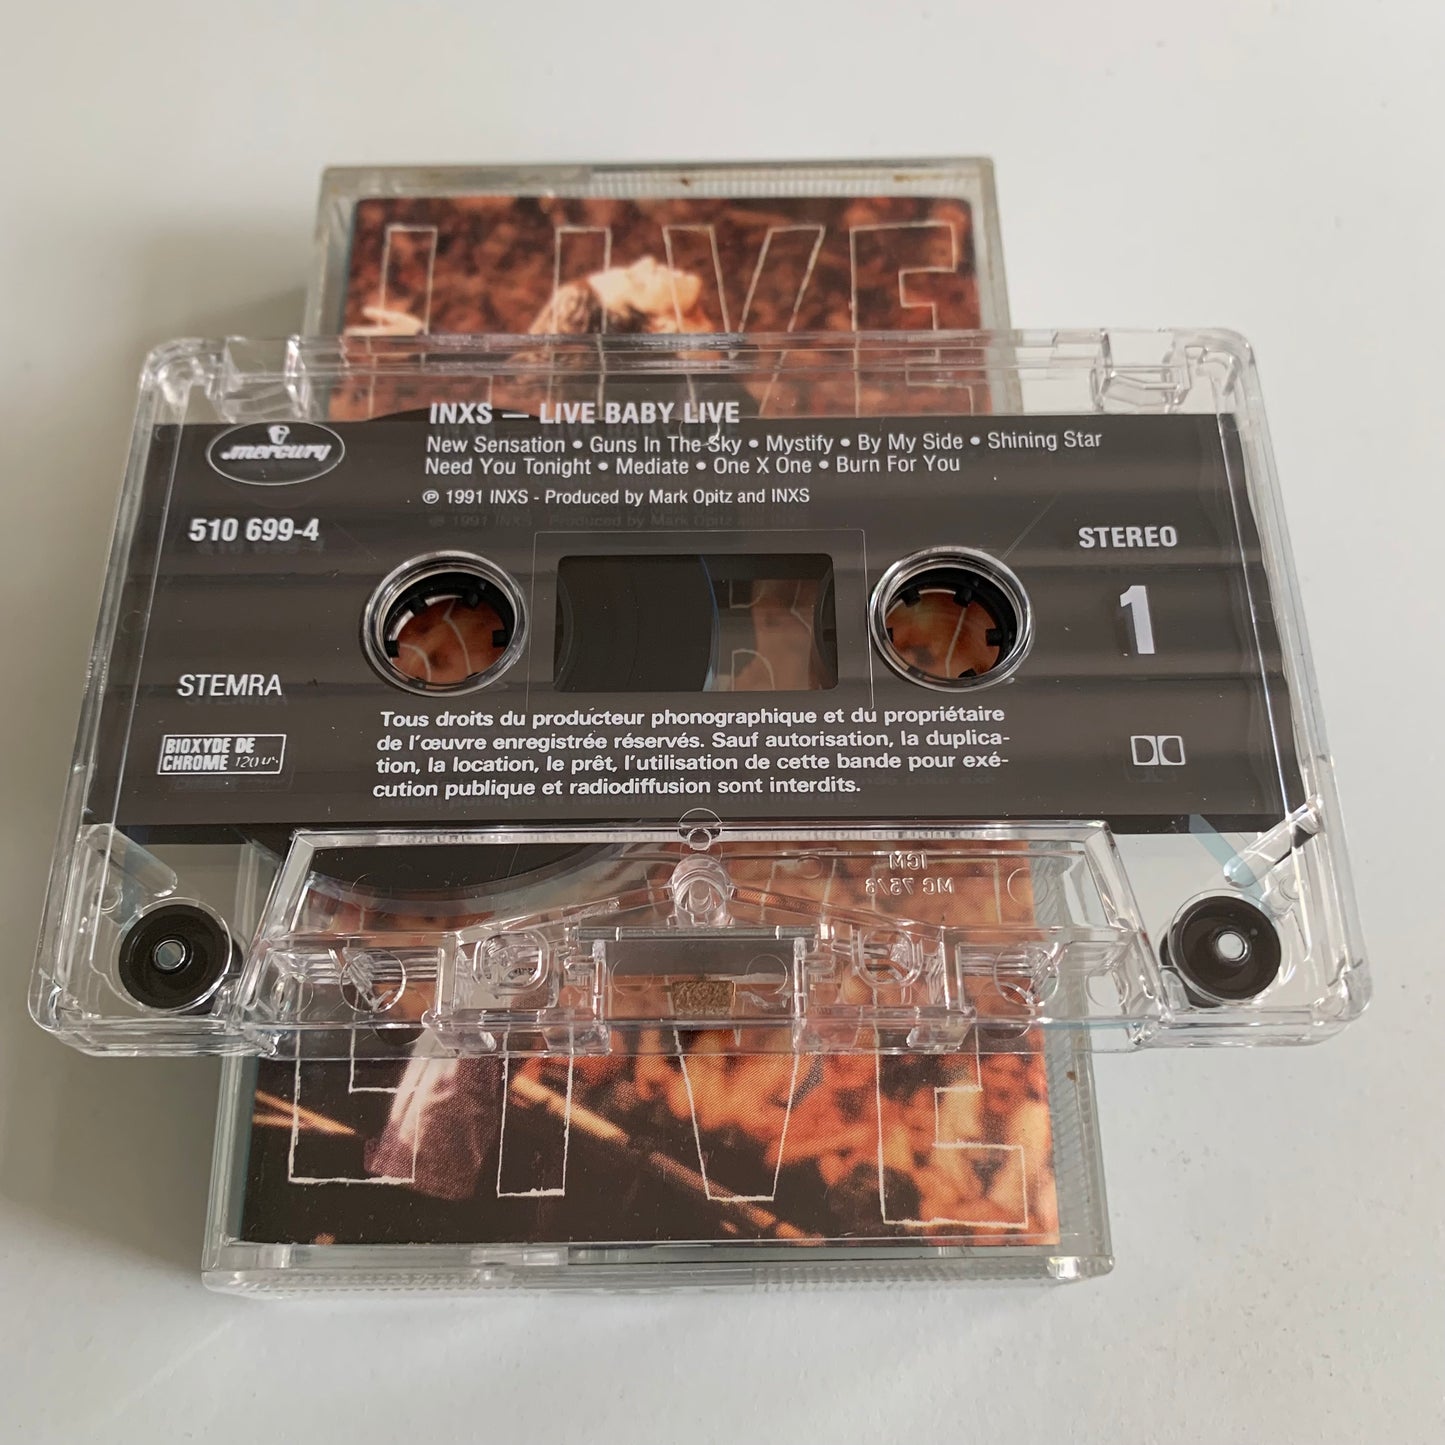 LIVE
INXS — LIVE BABY LIVE
New Sensation • Guns In The Sky • Mystify • By My Side • Shining Star
Need You Tonight • Mediate • One X One • Burn For You
℗ 1991 INXS - Produced by Mark Opitz and INXS
mercury
510 699-4
STEREO
1
STEMRA
BIOXYDE DE
CHROME 120 µs.
Tous droits du producteur phonographique et du propriétaire
de l'œuvre enregistrée réservés. Sauf autorisation, la duplica-
tion, la location, le prêt, l'utilisation de cette bande pour exé-
cution publique et radiodiffusion sont interdits.
LIVE